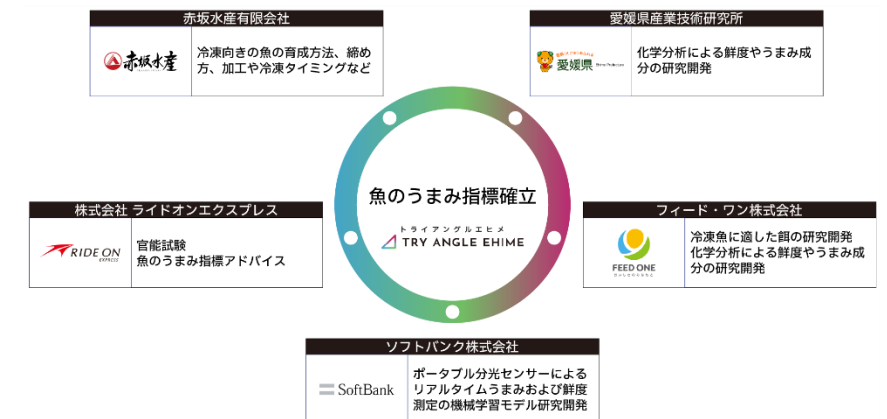 赤坂水産有限会社
赤坂水産
冷凍向きの魚の育成方法、締め
方、加工や冷凍タイミングなど
愛媛県産業技術研究所
愛媛県
化学分析による鮮度やうまみ成
分の研究開発
魚のうまみ指標確立
トライアングルエヒメ
TRY ANGLE EHIME
株式会社 ライドオンエクスプレス
RIDE ON
EXPRESS
官能試験
魚のうまみ指標アドバイス
フィード・ワン株式会社
FEED ONE
冷凍魚に適した餌の研究開発
化学分析による鮮度やうまみ成
分の研究開発
ソフトバンク株式会社
SoftBank
ポータブル分光センサーによる
リアルタイムうまみおよび鮮度
測定の機械学習モデル研究開発